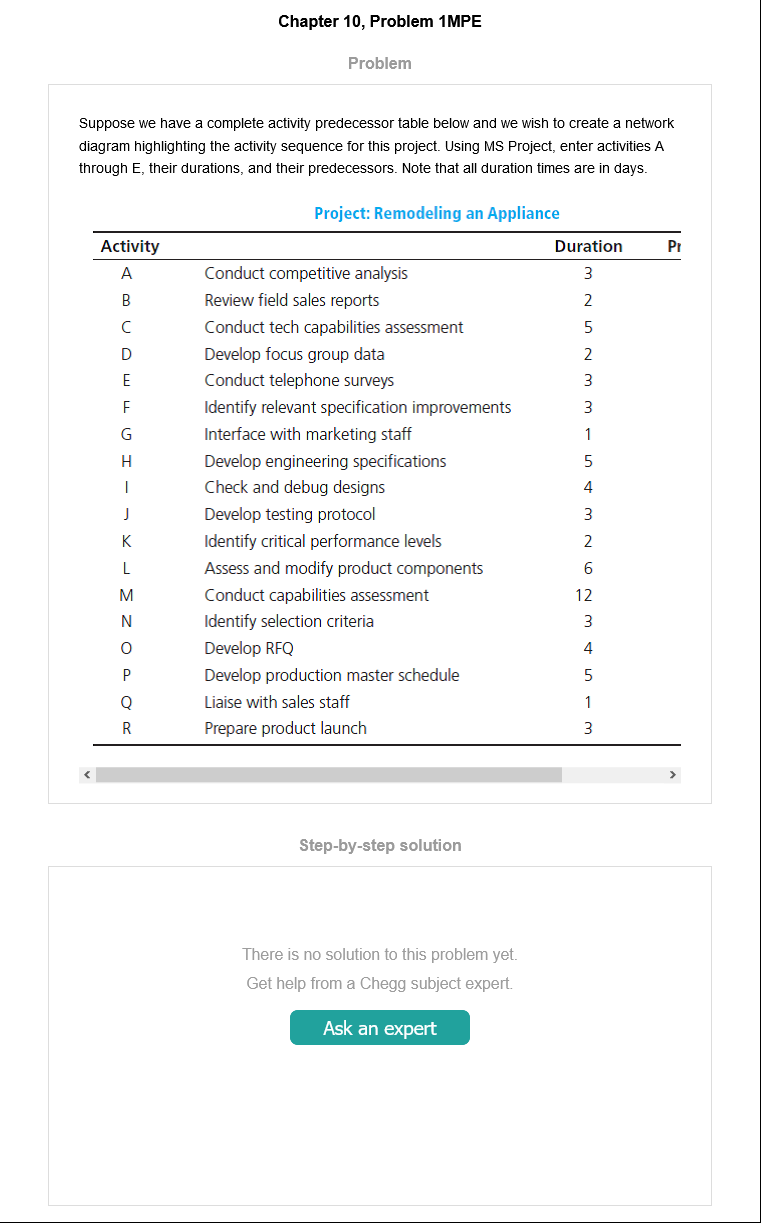 Chapter 10, Problem 1MPE
Problem
Suppose we have a complete activity predecessor table below and we wish to create a network
diagram highlighting the activity sequence for this project. Using MS Project, enter activities A
through E, their durations, and their predecessors. Note that all duration times are in days.
Project: Remodeling an Appliance
Activity Duration Pr
A Conduct competitive analysis 3
B Review field sales reports 2
C Conduct tech capabilities assessment 5
D Develop focus group data 2
E Conduct telephone surveys 3
F Identify relevant specification improvements 3
G Interface with marketing staff 1
H Develop engineering specifications 5
I Check and debug designs 4
J Develop testing protocol 3
K Identify critical performance levels 2
L Assess and modify product components 6
M Conduct capabilities assessment 12
N Identify selection criteria 3
O Develop RFQ 4
P Develop production master schedule 5
Q Liaise with sales staff 1
R Prepare product launch 3
Step-by-step solution
There is no solution to this problem yet.
Get help from a Chegg subject expert.
Ask an expert